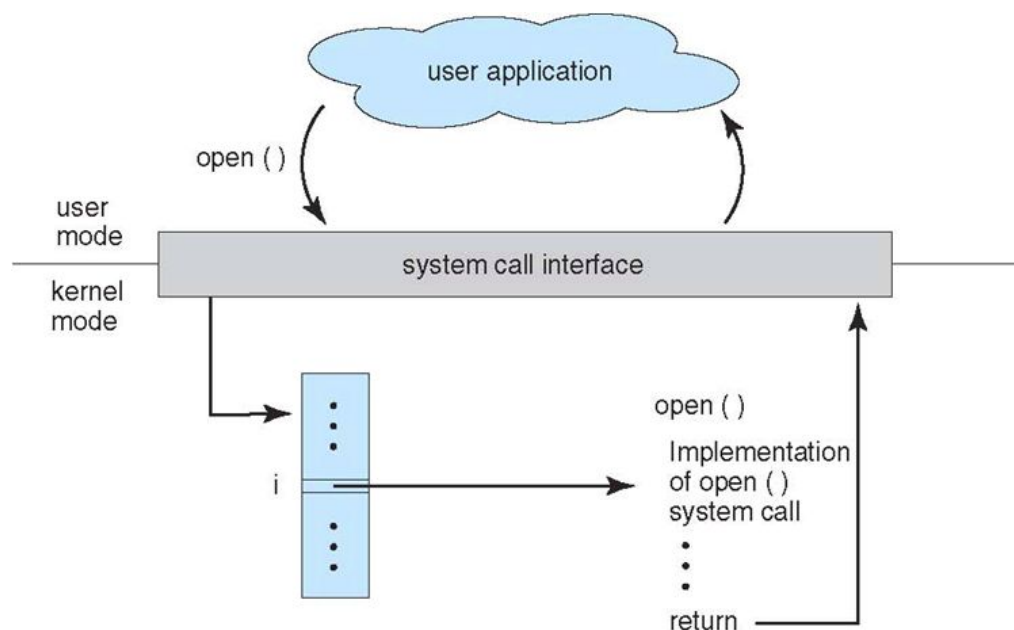 user application
open ( )
user
mode
system call interface
kernel
mode
open ( )
i
Implementation
of open ( )
system call
return